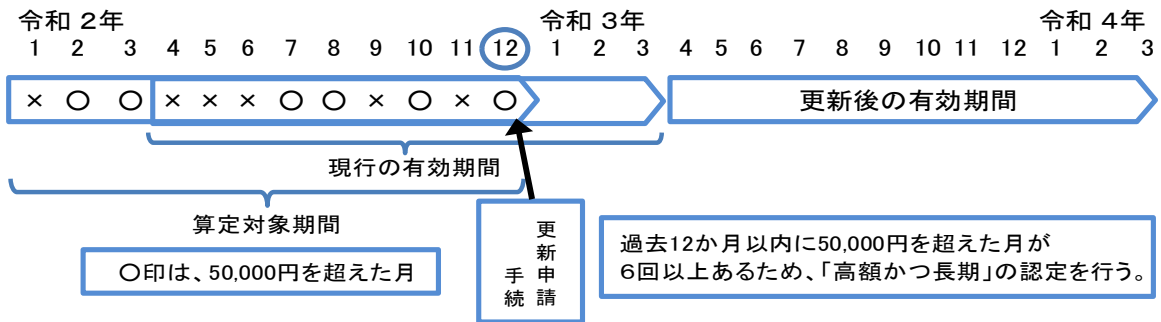 令和2年 令和3年 令和4年
1 2 3 4 5 6 7 8 9 10 11 12 1 2 3 4 5 6 7 8 9 10 11 12 1 2 3
× 〇 〇 × × × 〇 〇 × 〇 × 〇 更新後の有効期間
現行の有効期間
算定対象期間
〇印は、50,000円を超えた月
更新申請
手続
過去12か月以内に50,000円を超えた月が
6回以上あるため、「高額かつ長期」の認定を行う。